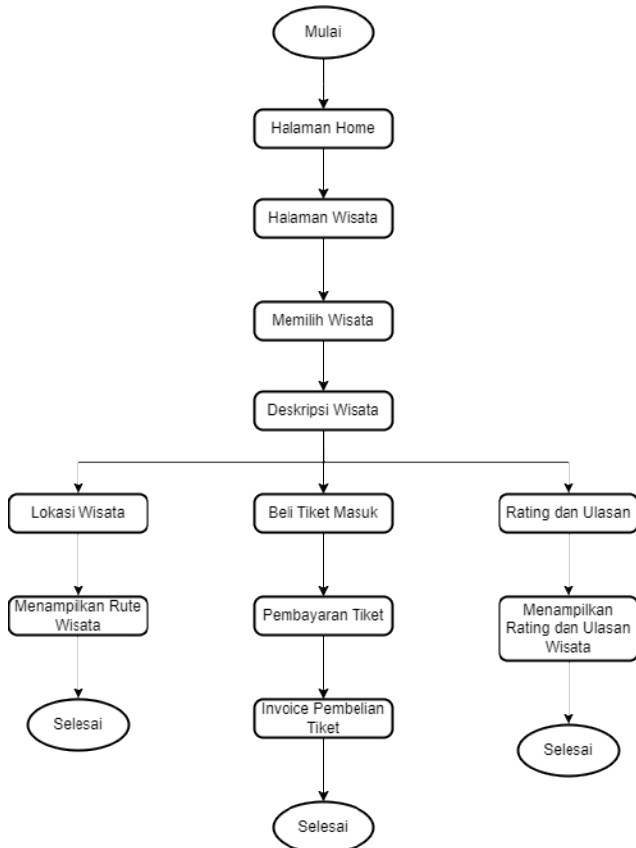 Mulai
Halaman Home
Halaman Wisata
Memilih Wisata
Deskripsi Wisata
Lokasi Wisata
Beli Tiket Masuk
Rating dan Ulasan
Menampilkan Rute
Wisata
Pembayaran Tiket
Menampilkan
Rating dan Ulasan
Wisata
Invoice Pembelian
Tiket
Selesai
Selesai
Selesai